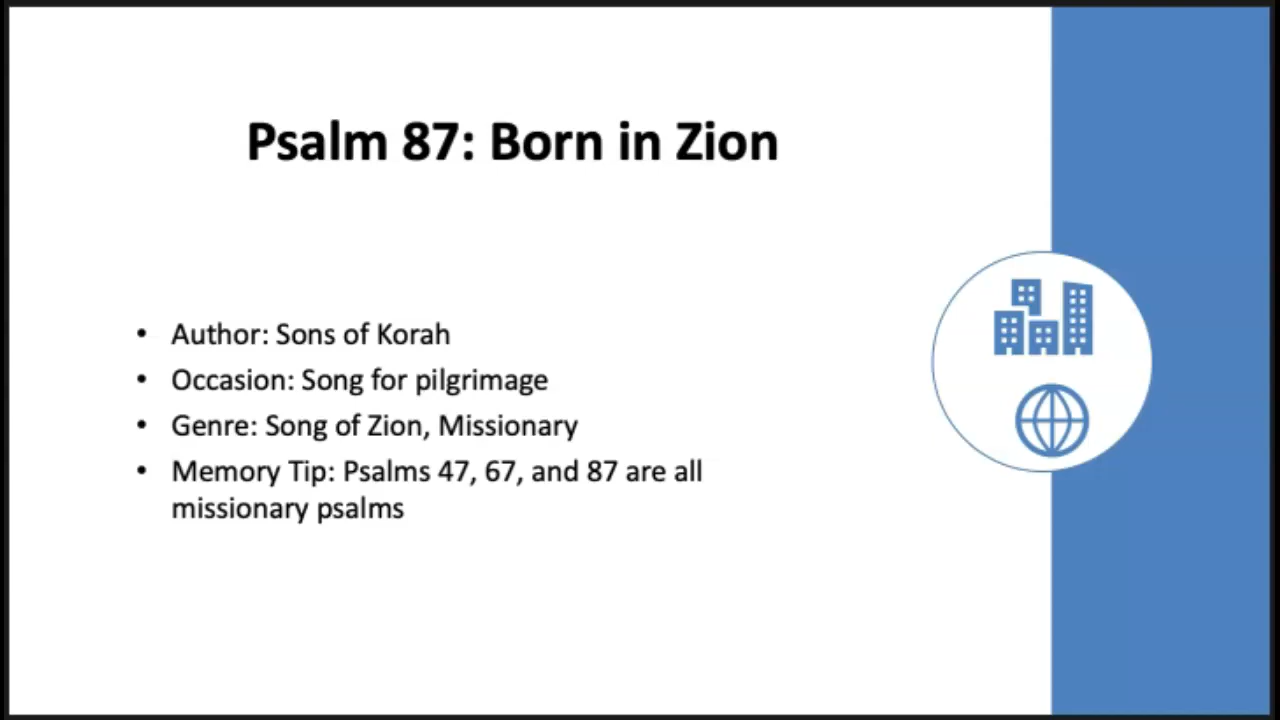 Psalm 87: Born in Zion
• Author: Sons of Korah
• Occasion: Song for pilgrimage
• Genre: Song of Zion, Missionary
• Memory Tip: Psalms 47, 67, and 87 are all
missionary psalms